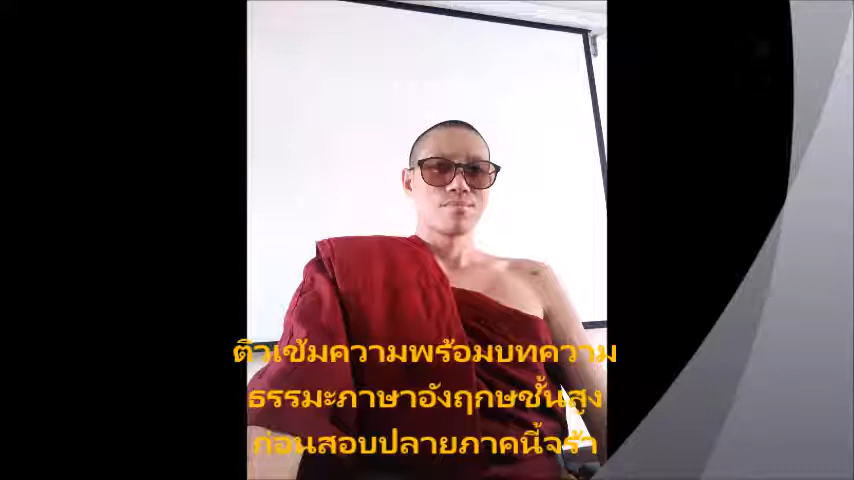 ติวเข้มความพร้อมบทความ
ธรรมะภาษาอังฤกษชั้นสูง
ก่อนสอบปลายภาคนี้จร้า